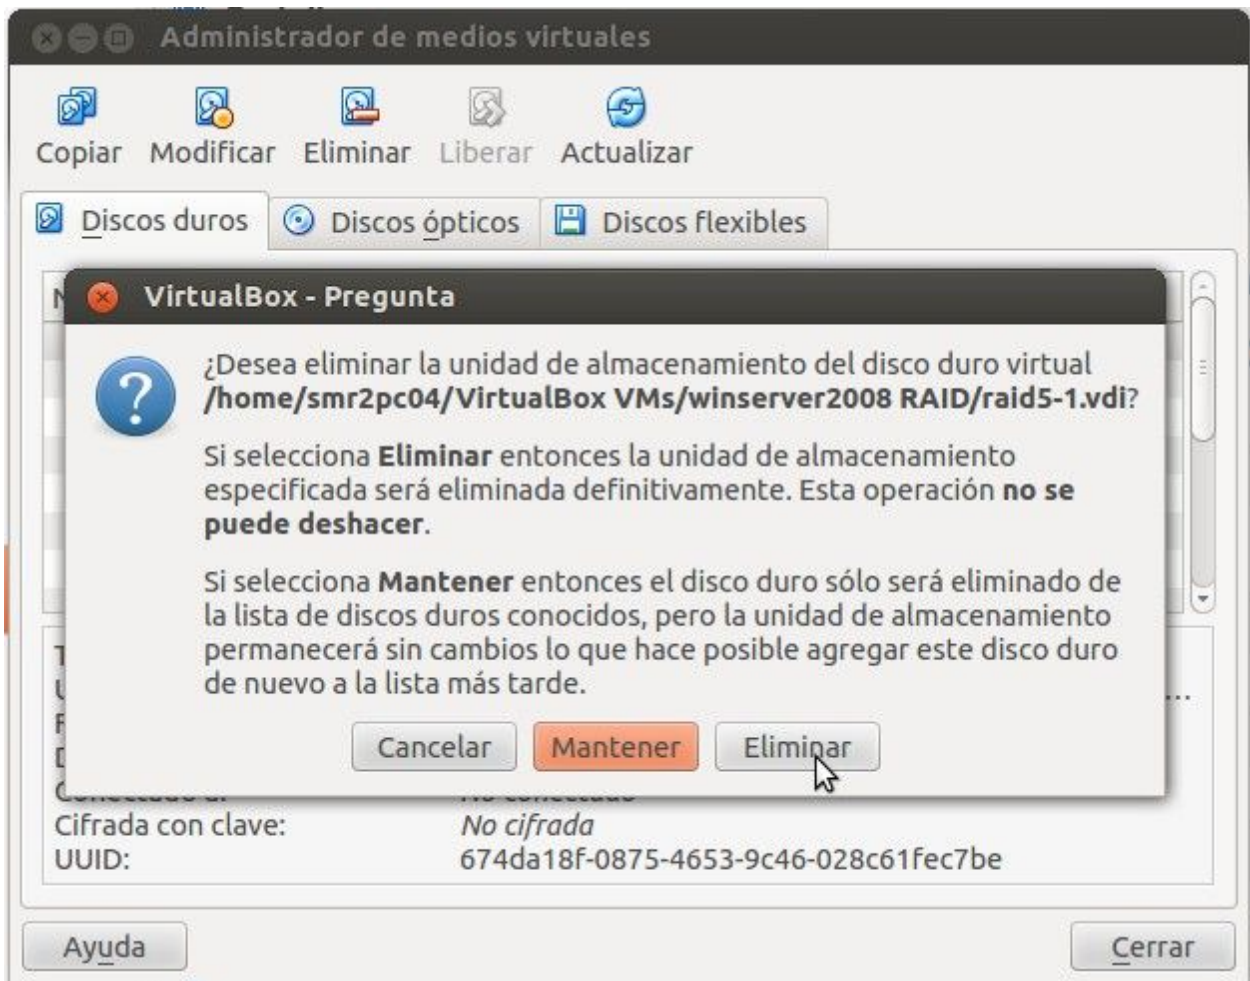 Administrador de medios virtuales
Copiar Modificar Eliminar Liberar Actualizar
Discos duros Discos ópticos Discos flexibles
VirtualBox - Pregunta
¿Desea eliminar la unidad de almacenamiento del disco duro virtual
/home/smr2pc04/VirtualBox VMs/winserver2008 RAID/raid5-1.vdi?
Si selecciona Eliminar entonces la unidad de almacenamiento
especificada será eliminada definitivamente. Esta operación no se
puede deshacer.
Si selecciona Mantener entonces el disco duro sólo será eliminado de
la lista de discos duros conocidos, pero la unidad de almacenamiento
permanecerá sin cambios lo que hace posible agregar este disco duro
de nuevo a la lista más tarde.
Cancelar Mantener Eliminar
Conectado a: No conectado
Cifrada con clave: No cifrada
UUID: 674da18f-0875-4653-9c46-028c61fec7be
Ayuda Cerrar